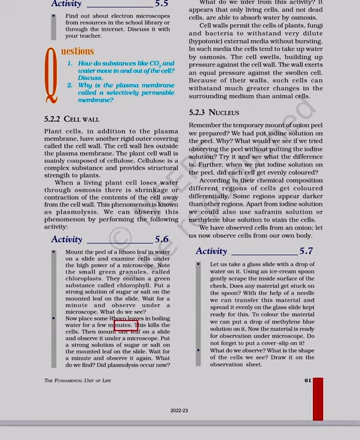 Activity 5.5
• Find out about electron microscopes
from resources in the school library or
through the internet. Discuss it with
your teacher.
Questions
1. How do substances like CO2 and
water move in and out of the cell?
Discuss.
2. Why is the plasma membrane
called a selectively permeable
membrane?
5.2.2 CELL WALL
Plant cells, in addition to the plasma
membrane, have another rigid outer covering
called the cell wall. The cell wall lies outside
the plasma membrane. The plant cell wall is
mainly composed of cellulose. Cellulose is a
complex substance and provides structural
strength to plants.
When a living plant cell loses water
through osmosis there is shrinkage or
contraction of the contents of the cell away
from the cell wall. This phenomenon is known
as plasmolysis. We can observe this
phenomenon by performing the following
activity:
Activity 5.6
• Mount the peel of a Rhoeo leaf in water
on a slide and examine cells under
the high power of a microscope. Note
the small green granules, called
chloroplasts. They contain a green
substance called chlorophyll. Put a
strong solution of sugar or salt on the
mounted leaf on the slide. Wait for a
minute and observe under a
microscope. What do we see?
• Now place some Rhoeo leaves in boiling
water for a few minutes. This kills the
cells. Then mount one leaf on a slide
and observe it under a microscope. Put
a strong solution of sugar or salt on
the mounted leaf on the slide. Wait for
a minute and observe it again. What
do we find? Did plasmolysis occur now?
What do we infer from this activity? It
appears that only living cells, and not dead
cells, are able to absorb water by osmosis.
Cell walls permit the cells of plants, fungi
and bacteria to withstand very dilute
(hypotonic) external media without bursting.
In such media the cells tend to take up water
by osmosis. The cell swells, building up
pressure against the cell wall. The wall exerts
an equal pressure against the swollen cell.
Because of their walls, such cells can
withstand much greater changes in the
surrounding medium than animal cells.
5.2.3 NUCLEUS
Remember the temporary mount of onion peel
we prepared? We had put iodine solution on
the peel. Why? What would we see if we tried
observing the peel without putting the iodine
solution? Try it and see what the difference
is. Further, when we put iodine solution on
the peel, did each cell get evenly coloured?
According to their chemical composition
different regions of cells get coloured
differentially. Some regions appear darker
than other regions. Apart from iodine solution
we could also use safranin solution or
methylene blue solution to stain the cells.
We have observed cells from an onion; let
us now observe cells from our own body.
Activity 5.7
• Let us take a glass slide with a drop of
water on it. Using an ice-cream spoon
gently scrape the inside surface of the
cheek. Does any material get stuck on
the spoon? With the help of a needle
we can transfer this material and
spread it evenly on the glass slide kept
ready for this. To colour the material
we can put a drop of methylene blue
solution on it. Now the material is ready
for observation under microscope. Do
not forget to put a cover-slip on it!
• What do we observe? What is the shape
of the cells we see? Draw it on the
observation sheet.
THE FUNDAMENTAL UNIT OF LIFE 61
2022-23